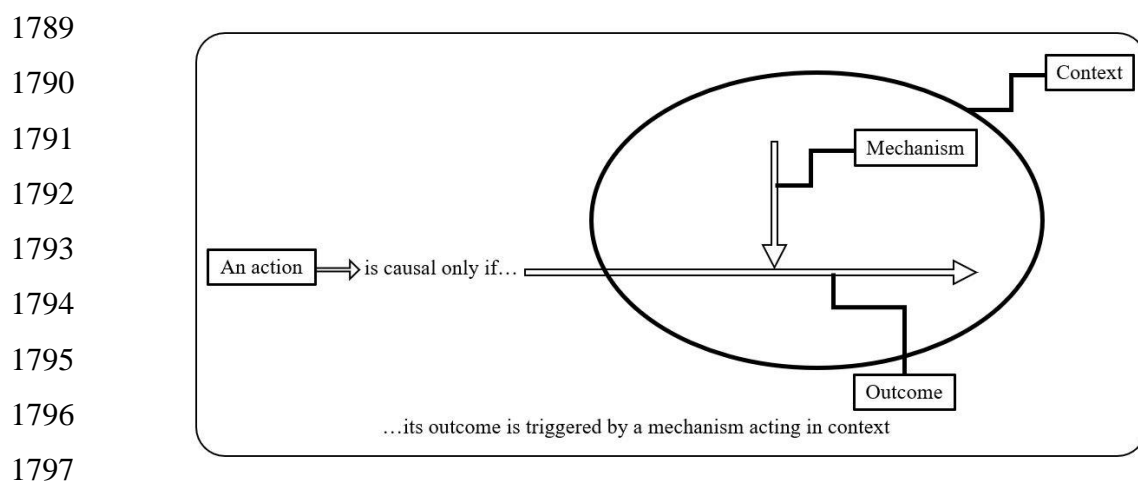 1789
1790
Context
1791
Mechanism
1792
1793
An action is causal only if…
1794
1795
Outcome
1796
…its outcome is triggered by a mechanism acting in context
1797